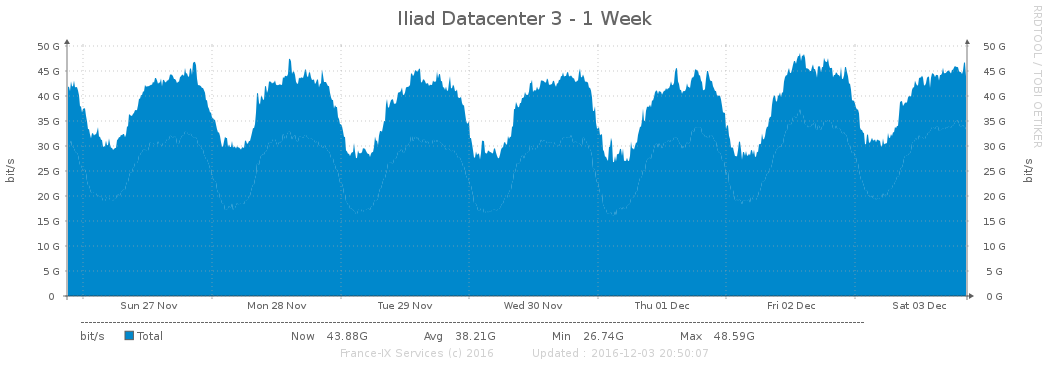 Iliad Datacenter 3 - 1 Week
RRDTOOL / TOBI OETIKER
bit/s
50 G
45 G
40 G
35 G
30 G
25 G
20 G
15 G
10 G
5 G
0
50 G
45 G
40 G
35 G
30 G
25 G
20 G
15 G
10 G
5 G
0 G
bit/s
Sun 27 Nov Mon 28 Nov Tue 29 Nov Wed 30 Nov Thu 01 Dec Fri 02 Dec Sat 03 Dec
bit/s Total Now 43.88G Avg 38.21G Min 26.74G Max 48.59G
France-IX Services (c) 2016 Updated : 2016-12-03 20:50:07